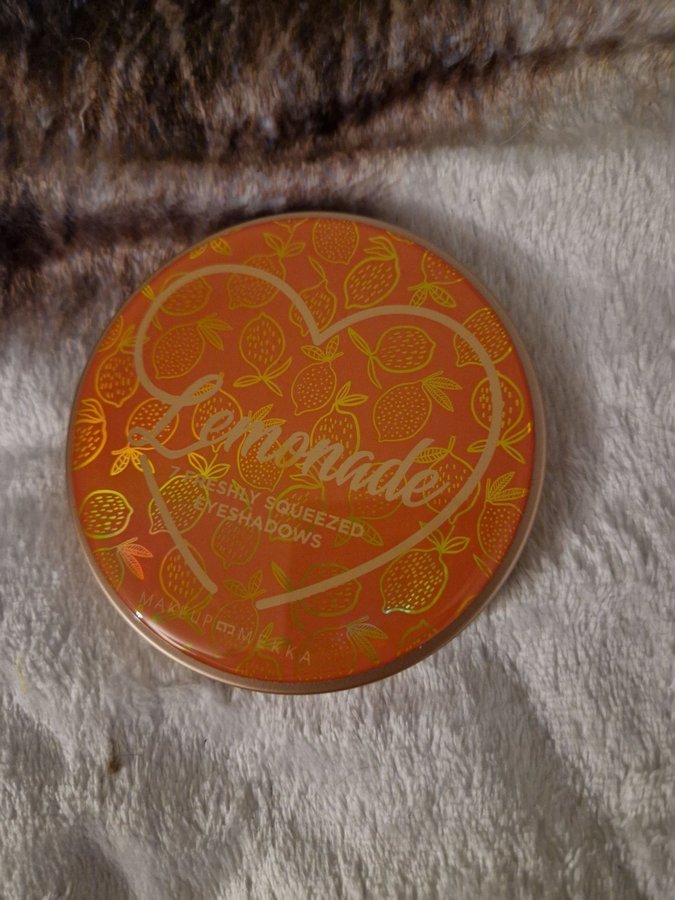 Lemonade
7 FRESHLY SQUEEZED
EYESHADOWS
MAKEUP MEKKA